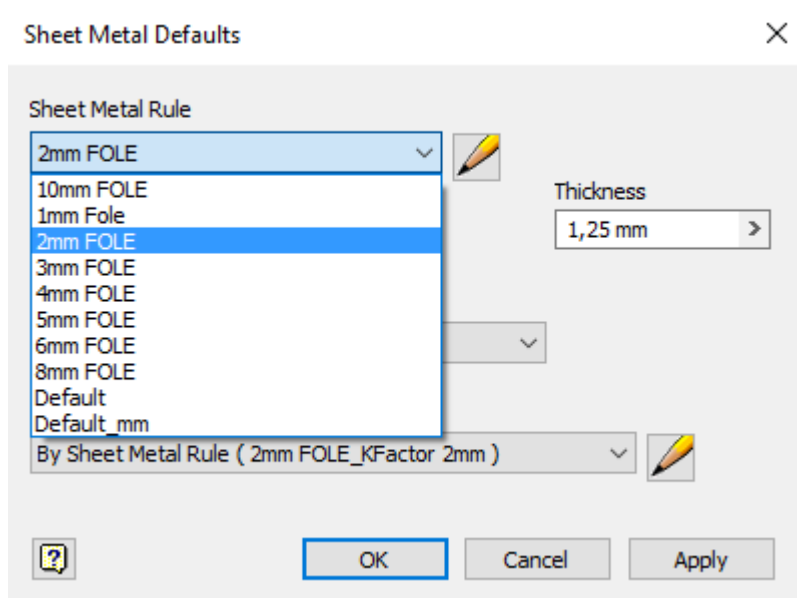 Sheet Metal Defaults
Sheet Metal Rule
2mm FOLE
10mm FOLE
1mm Fole
2mm FOLE
3mm FOLE
4mm FOLE
5mm FOLE
6mm FOLE
8mm FOLE
Default
Default_mm
Thickness
1,25 mm
By Sheet Metal Rule ( 2mm FOLE_KFactor 2mm )
OK
Cancel
Apply